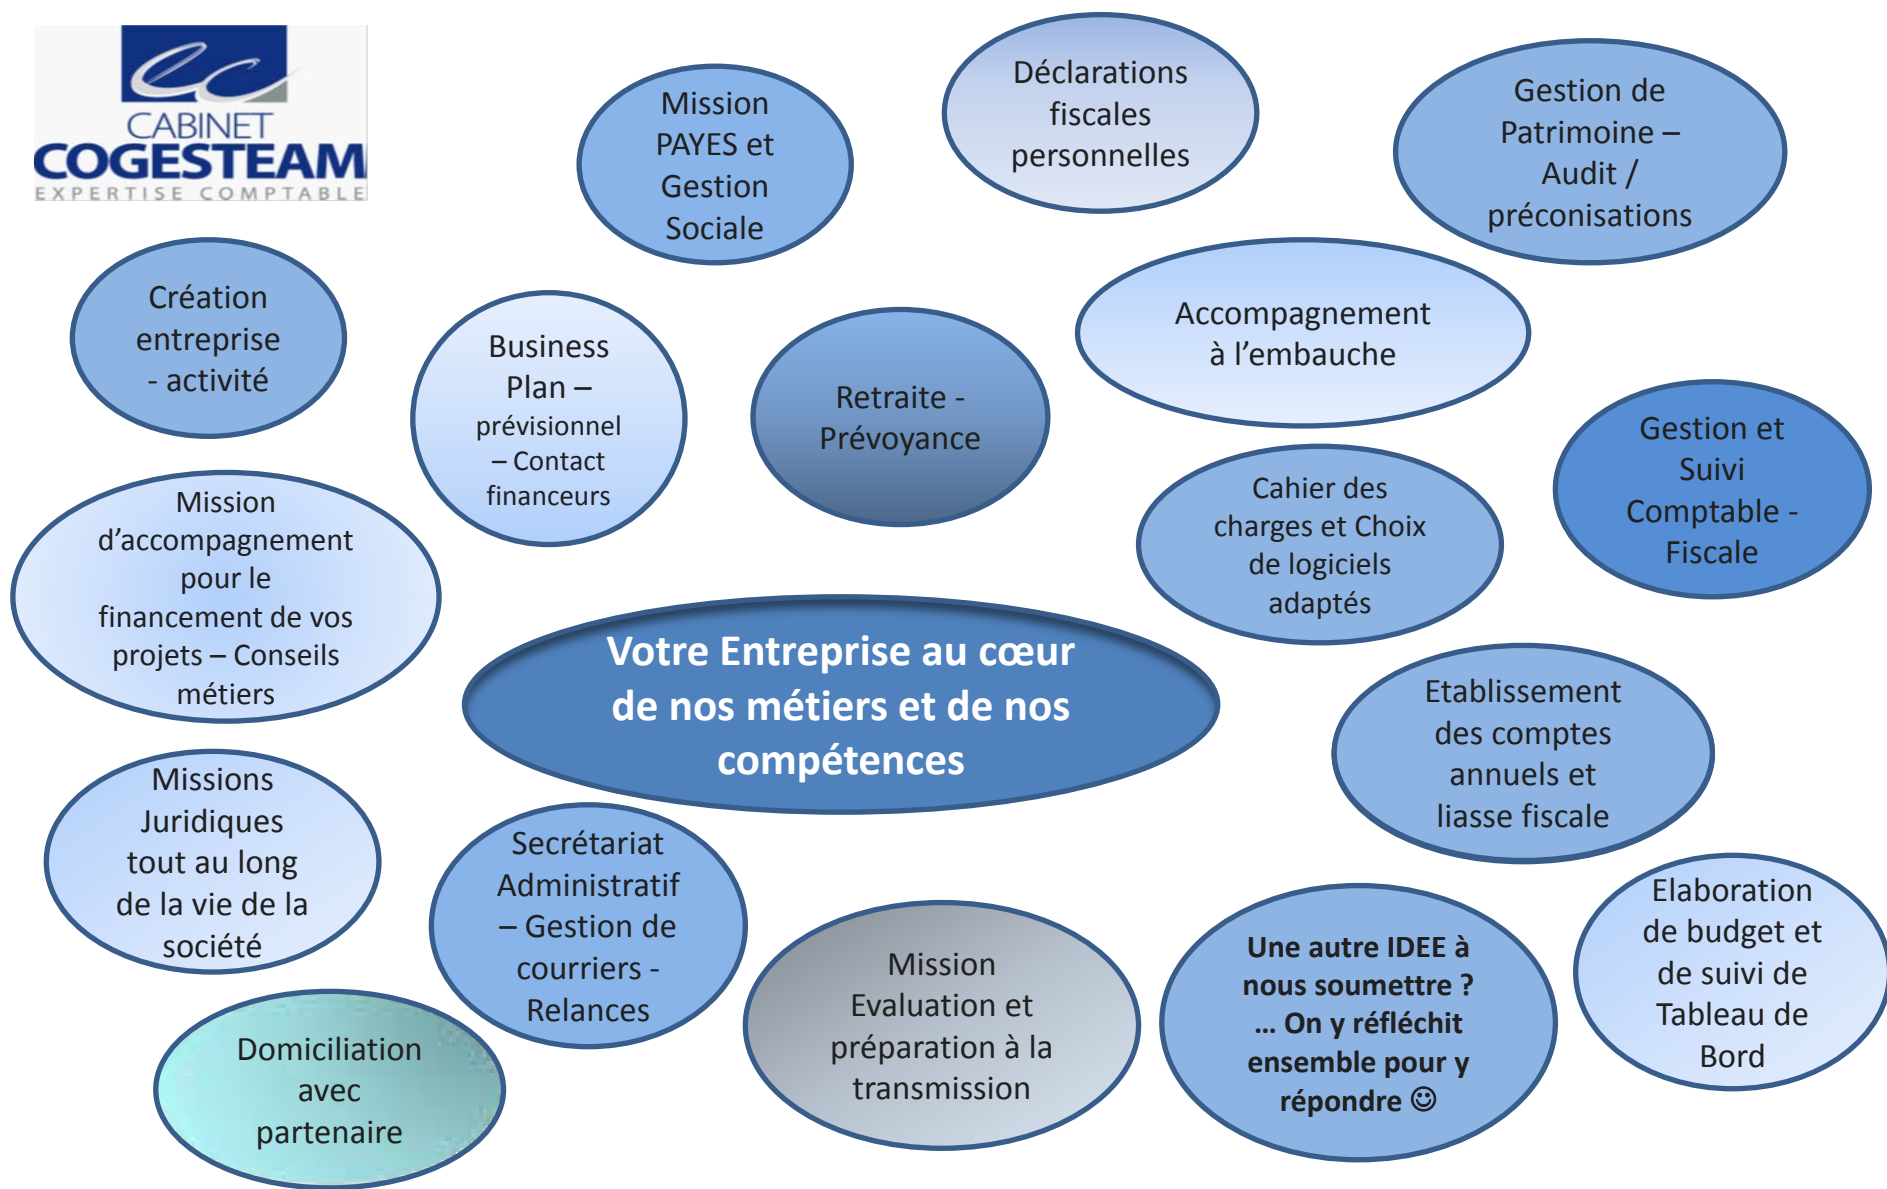 CABINET
COGESTEAM
EXPERTISE COMPTABLE
Mission
PAYES et
Gestion
Sociale
Déclarations
fiscales
personnelles
Gestion de
Patrimoine –
Audit /
préconisations
Création
entreprise
- activité
Business
Plan –
prévisionnel
– Contact
financeurs
Retraite -
Prévoyance
Accompagnement
à l’embauche
Gestion et
Suivi
Comptable -
Fiscale
Mission
d’accompagnement
pour le
financement de vos
projets – Conseils
métiers
Cahier des
charges et Choix
de logiciels
adaptés
Votre Entreprise au cœur
de nos métiers et de nos
compétences
Etablissement
des comptes
annuels et
liasse fiscale
Missions
Juridiques
tout au long
de la vie de la
société
Secrétariat
Administratif
– Gestion de
courriers -
Relances
Mission
Evaluation et
préparation à la
transmission
Une autre IDEE à
nous soumettre ?
... On y réfléchit
ensemble pour y
répondre ☺
Elaboration
de budget et
de suivi de
Tableau de
Bord
Domiciliation
avec
partenaire